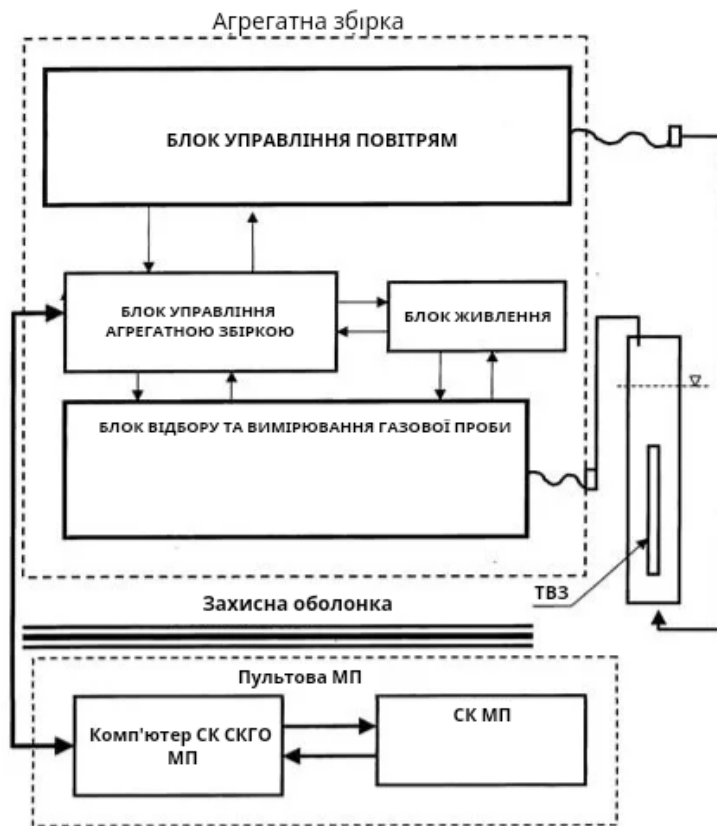 Агрегатна збірка
БЛОК УПРАВЛІННЯ ПОВІТРЯМ
БЛОК УПРАВЛІННЯ
АГРЕГАТНОЮ ЗБІРКОЮ
БЛОК ЖИВЛЕННЯ
БЛОК ВІДБОРУ ТА ВИМІРЮВАННЯ ГАЗОВОЇ ПРОБИ
ТВЗ
Захисна оболонка
Пультова МП
Комп'ютер СК СКГО
МП
СК МП